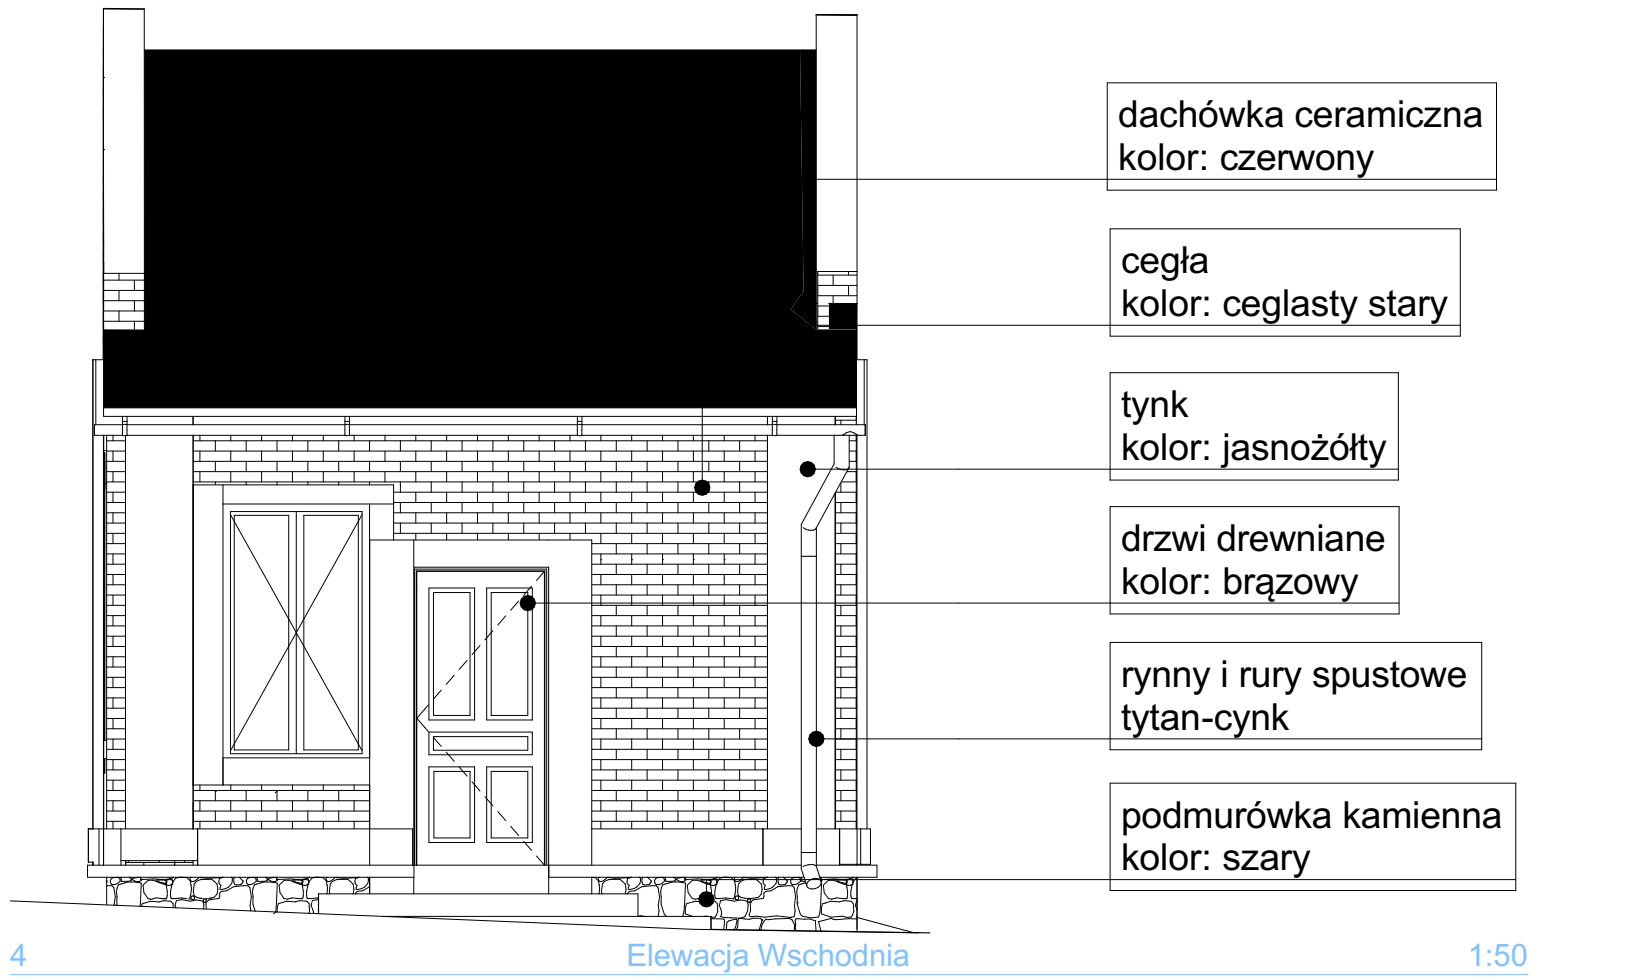 dachówka ceramiczna
kolor: czerwony
cegła
kolor: ceglasty stary
tynk
kolor: jasnożółty
drzwi drewniane
kolor: brązowy
rynny i rury spustowe
tytan-cynk
podmurówka kamienna
kolor: szary
4 Elewacja Wschodnia 1:50